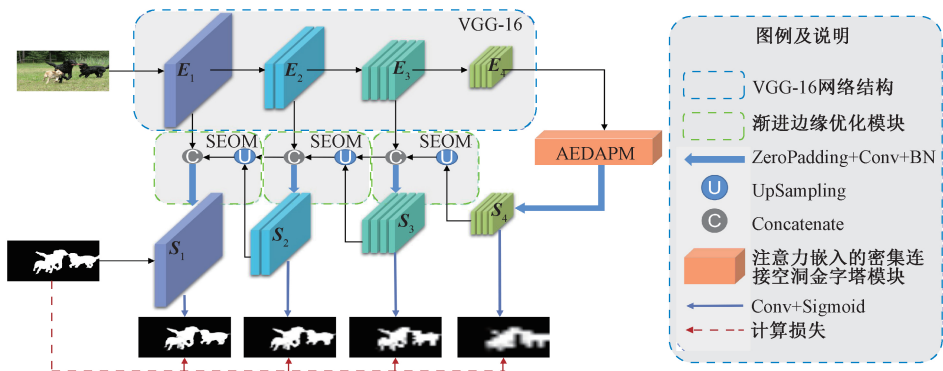 VGG-16
E1
E2
E3
E4
SEOM
SEOM
SEOM
C
U
C
U
C
U
AEDAPM
S1
S2
S3
S4
图例及说明
VGG-16网络结构
渐进边缘优化模块
ZeroPadding+Conv+BN
U
UpSampling
C
Concatenate
注意力嵌入的密集连
接空洞金字塔模块
Conv+Sigmoid
计算损失